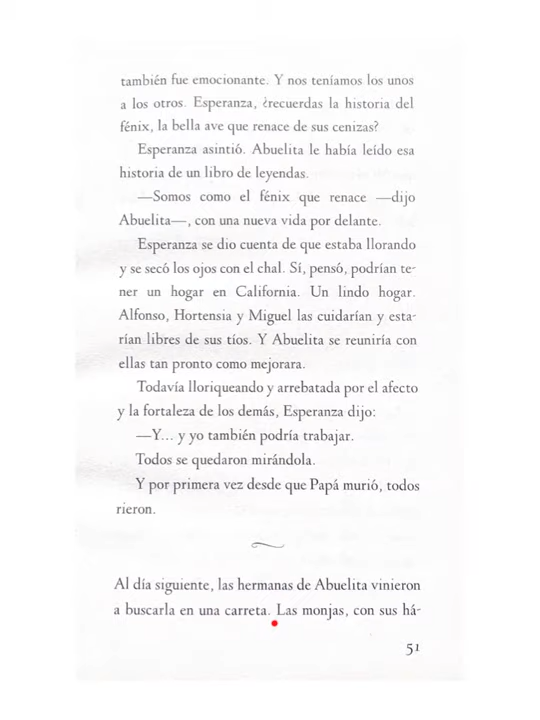 también fue emocionante. Y nos teníamos los unos
a los otros. Esperanza, ¿recuerdas la historia del
fénix, la bella ave que renace de sus cenizas?
Esperanza asintió. Abuelita le había leído esa
historia de un libro de leyendas.
—Somos como el fénix que renace —dijo
Abuelita—, con una nueva vida por delante.
Esperanza se dio cuenta de que estaba llorando
y se secó los ojos con el chal. Sí, pensó, podrían te-
ner un hogar en California. Un lindo hogar.
Alfonso, Hortensia y Miguel las cuidarían y esta-
rían libres de sus tíos. Y Abuelita se reuniría con
ellas tan pronto como mejorara.
Todavía lloriqueando y arrebatada por el afecto
y la fortaleza de los demás, Esperanza dijo:
—Y... y yo también podría trabajar.
Todos se quedaron mirándola.
Y por primera vez desde que Papá murió, todos
rieron.
Al día siguiente, las hermanas de Abuelita vinieron
a buscarla en una carreta. Las monjas, con sus há-
51